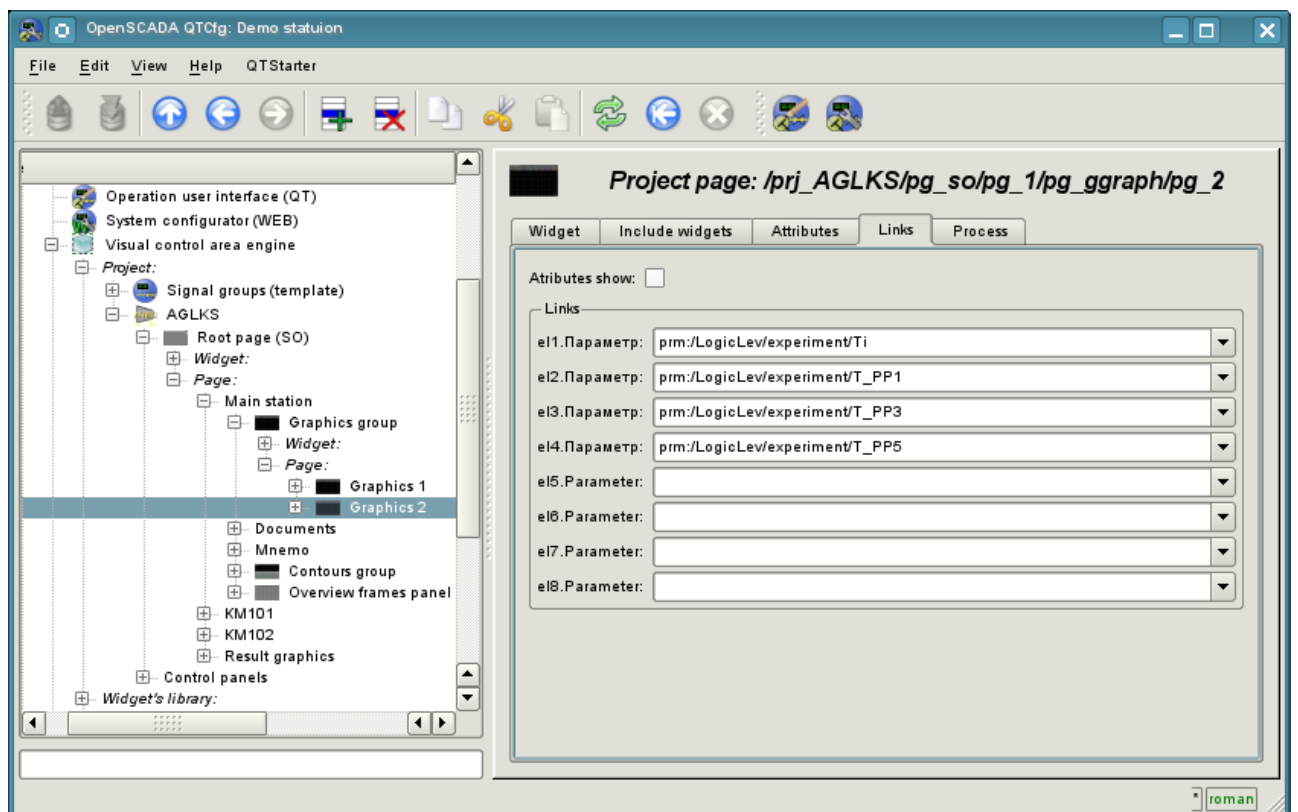 OpenSCADA QTCfg: Demo statuion
File Edit View Help QTStarter
Operation user interface (QT)
System configurator (WEB)
Visual control area engine
Project:
Signal groups (template)
AGLKS
Root page (SO)
Widget:
Page:
Main station
Graphics group
Widget:
Page:
Graphics 1
Graphics 2
Documents
Mnemo
Contours group
Overview frames panel
KM101
KM102
Result graphics
Control panels
Widget's library:
Project page: /prj_AGLKS/pg_so/pg_1/pg_ggraph/pg_2
Widget Include widgets Attributes Links Process
Atributes show:
Links
el1.Параметр: prm:/LogicLev/experiment/Ti
el2.Параметр: prm:/LogicLev/experiment/T_PP1
el3.Параметр: prm:/LogicLev/experiment/T_PP3
el4.Параметр: prm:/LogicLev/experiment/T_PP5
el5.Parameter:
el6.Parameter:
el7.Parameter:
el8.Parameter:
* roman